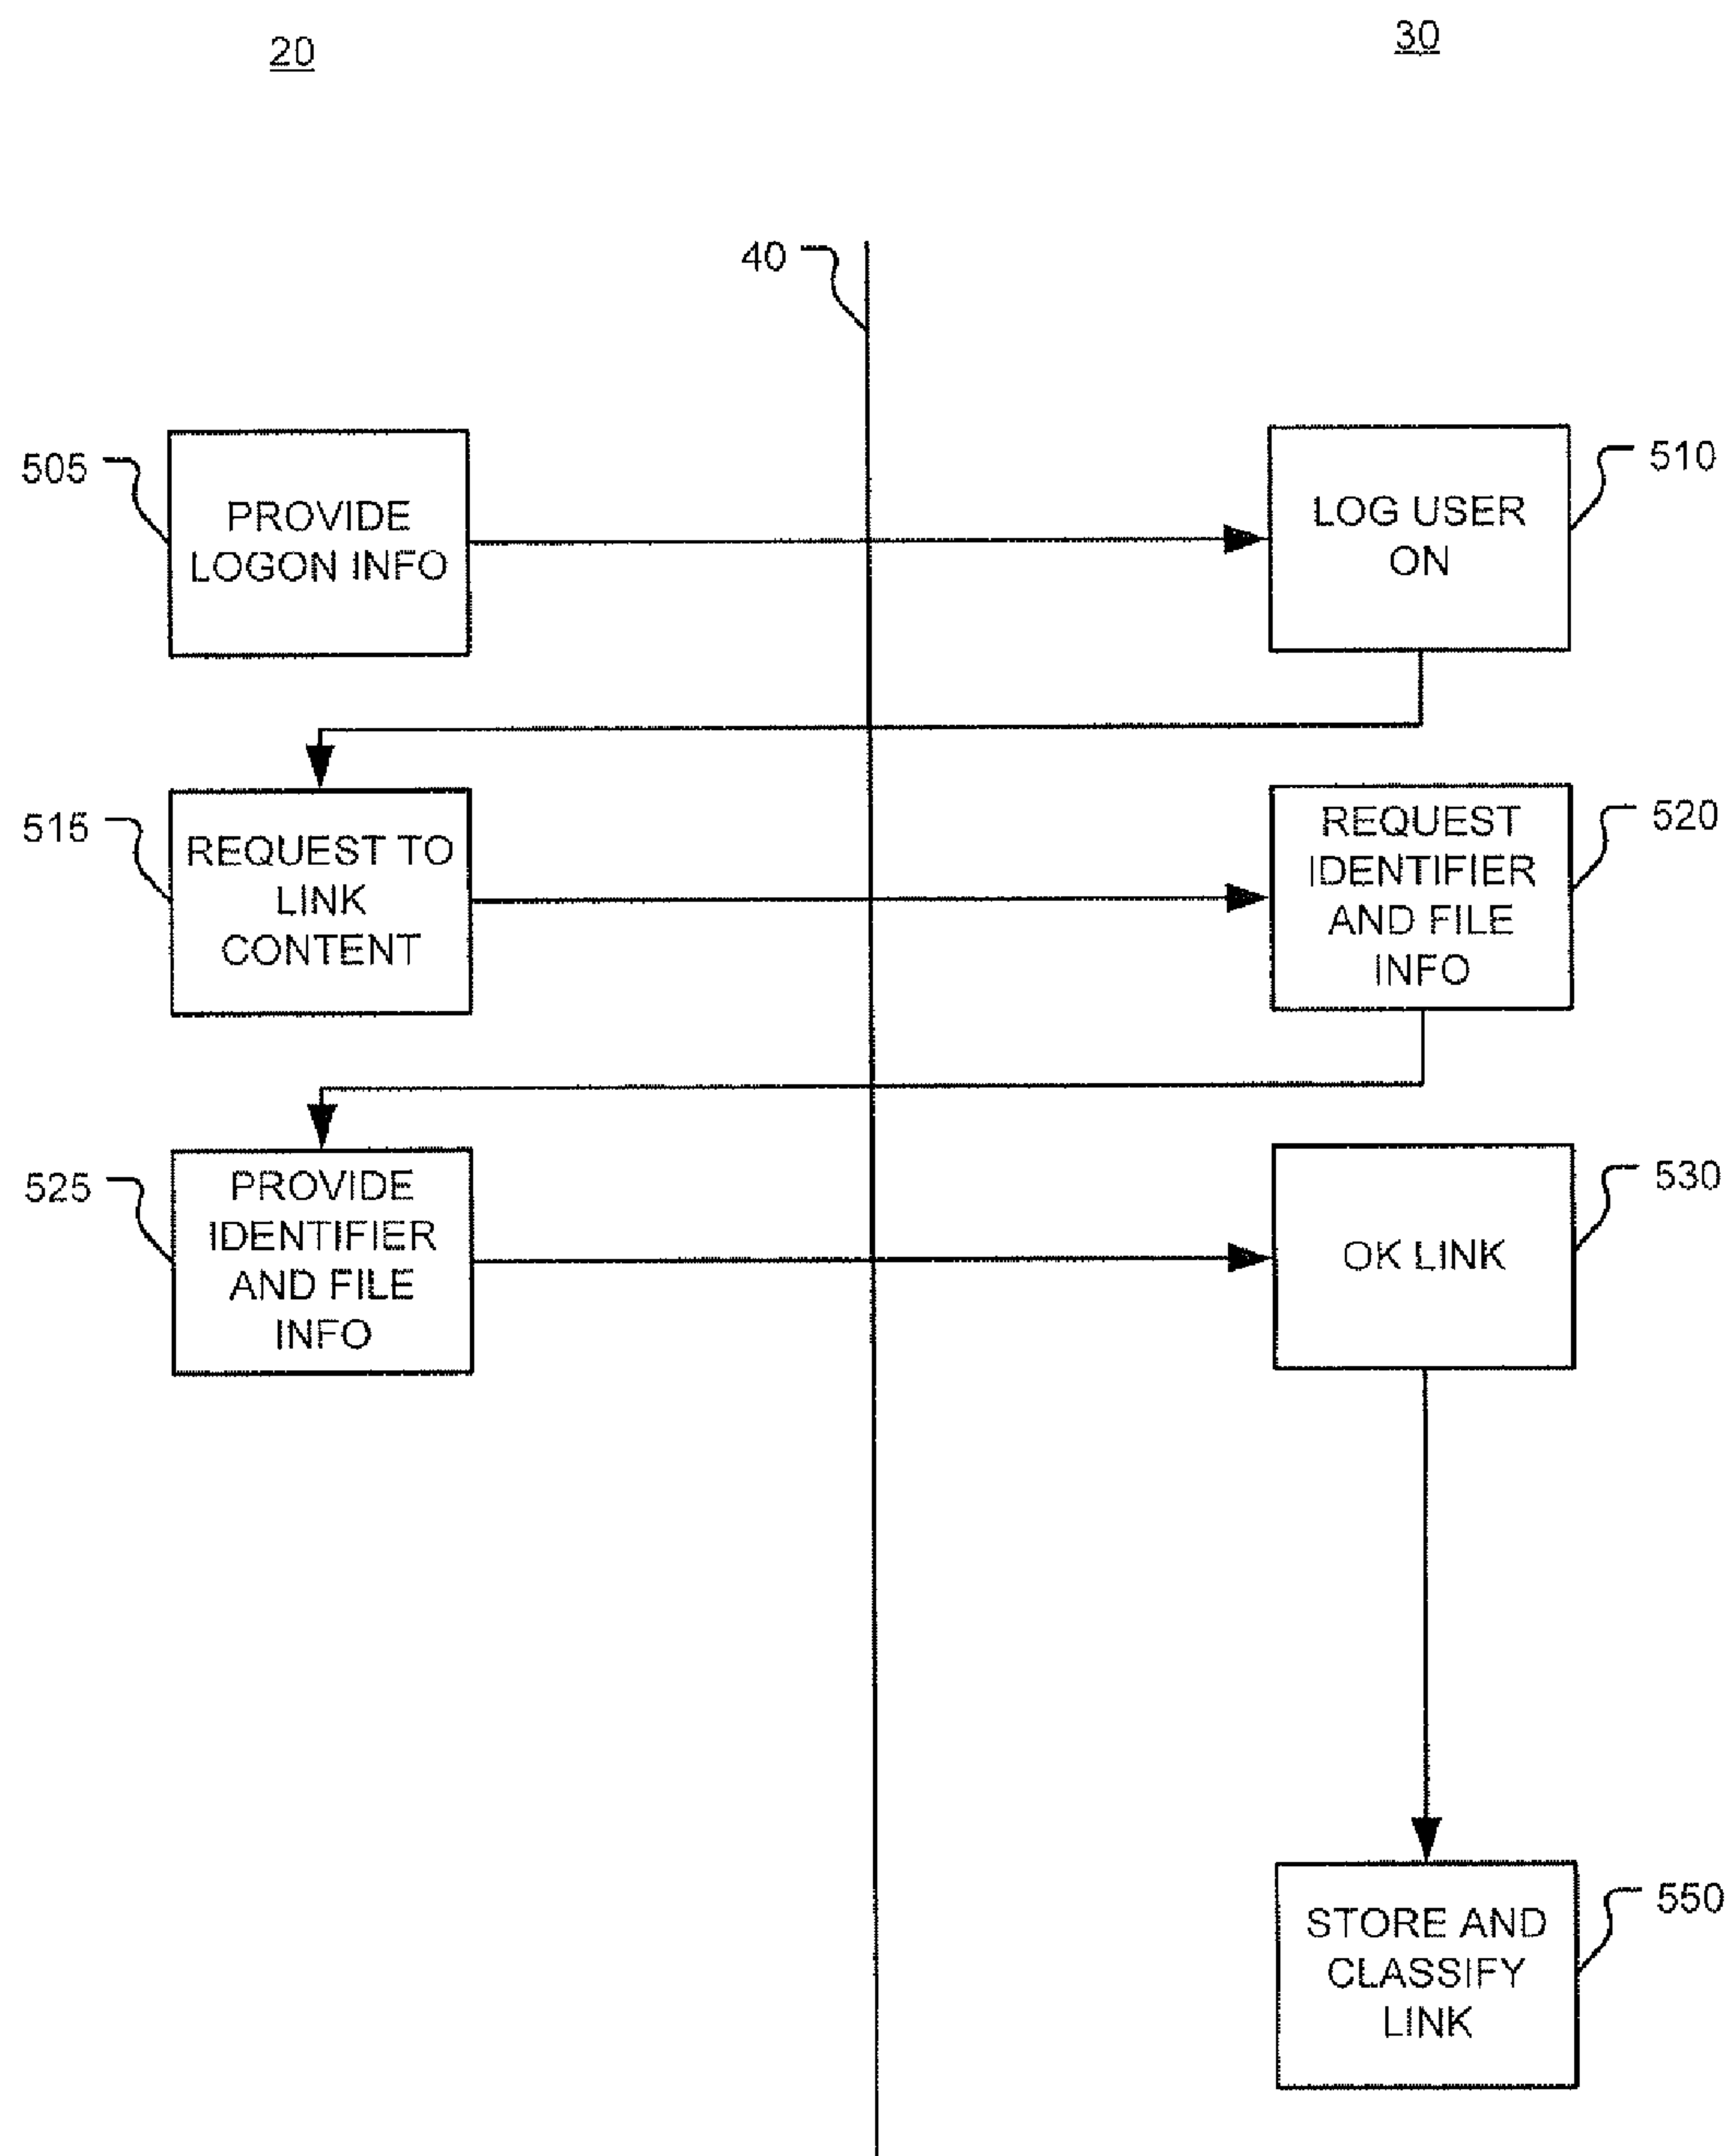 20
30
40
505
PROVIDE
LOGON INFO
LOG USER
ON
510
515
REQUEST TO
LINK
CONTENT
REQUEST
IDENTIFIER
AND FILE
INFO
520
525
PROVIDE
IDENTIFIER
AND FILE
INFO
OK LINK
530
STORE AND
CLASSIFY
LINK
550